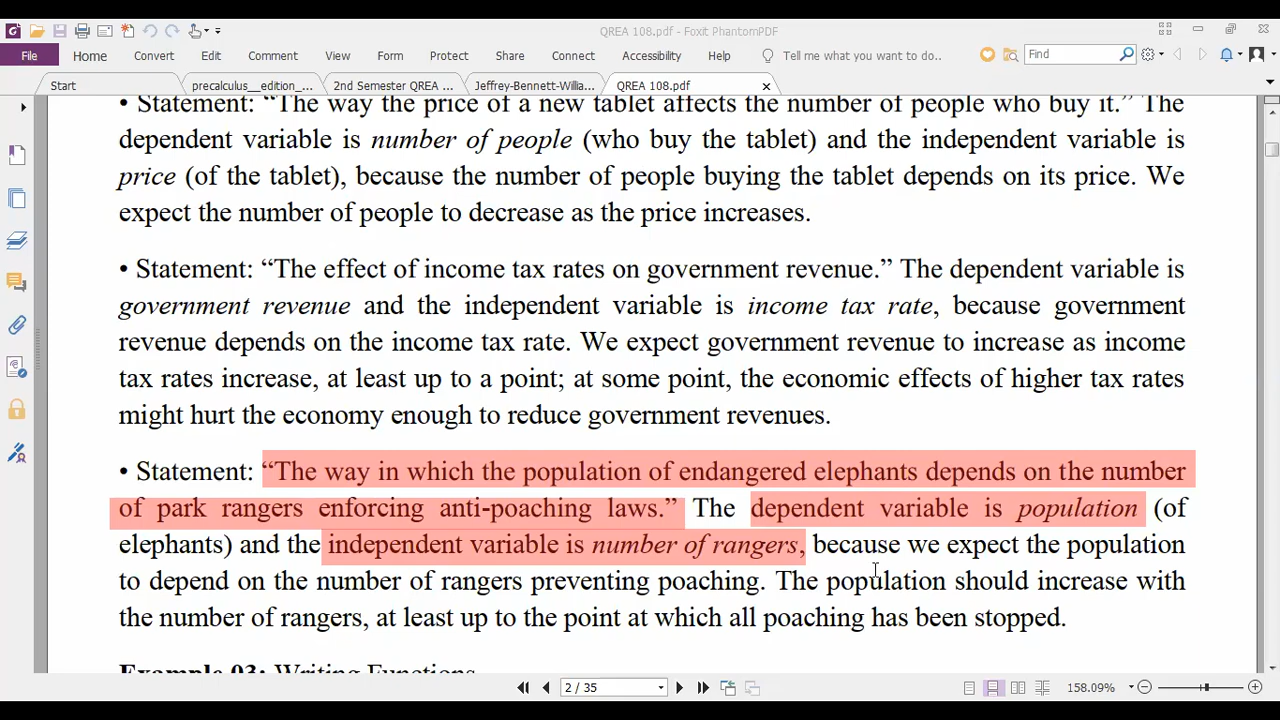 QREA 108.pdf - Foxit PhantomPDF
File Home Convert Edit Comment View Form Protect Share Connect Accessibility Help Tell me what you want to do.. Find
Start precalculus__edition_... 2nd Semester QREA ... Jeffrey-Bennett-Willia... QREA 108.pdf
• Statement: “The way the price of a new tablet affects the number of people who buy it.” The
dependent variable is number of people (who buy the tablet) and the independent variable is
price (of the tablet), because the number of people buying the tablet depends on its price. We
expect the number of people to decrease as the price increases.
• Statement: “The effect of income tax rates on government revenue.” The dependent variable is
government revenue and the independent variable is income tax rate, because government
revenue depends on the income tax rate. We expect government revenue to increase as income
tax rates increase, at least up to a point; at some point, the economic effects of higher tax rates
might hurt the economy enough to reduce government revenues.
• Statement: “The way in which the population of endangered elephants depends on the number
of park rangers enforcing anti-poaching laws.” The dependent variable is population (of
elephants) and the independent variable is number of rangers, because we expect the population
to depend on the number of rangers preventing poaching. The population should increase with
the number of rangers, at least up to the point at which all poaching has been stopped.
Example 03: Writing Functions
2 / 35 158.09%